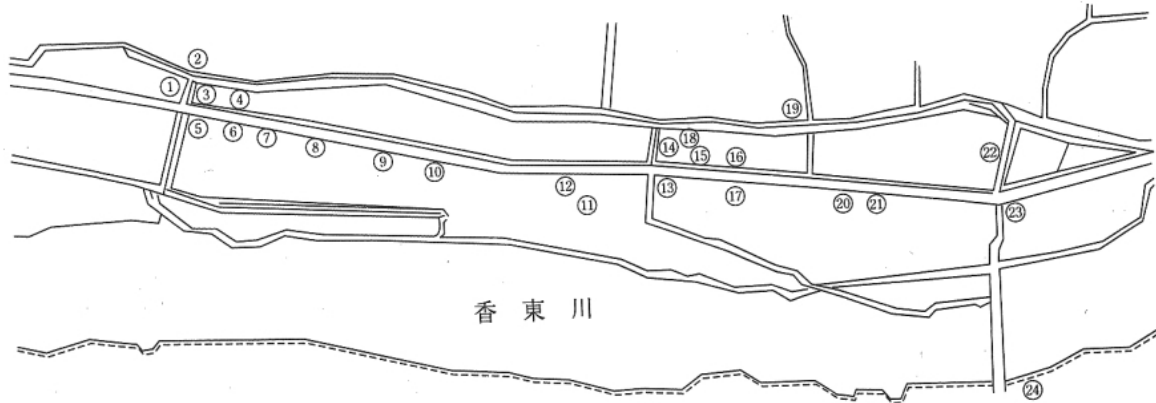 ②
①
③ ④
⑤ ⑥ ⑦ ⑧ ⑨ ⑩
⑫ ⑪
⑲
⑱
⑭ ⑮ ⑯
⑬ ⑰ ⑳ ㉑
㉒
㉓
香東川
㉔